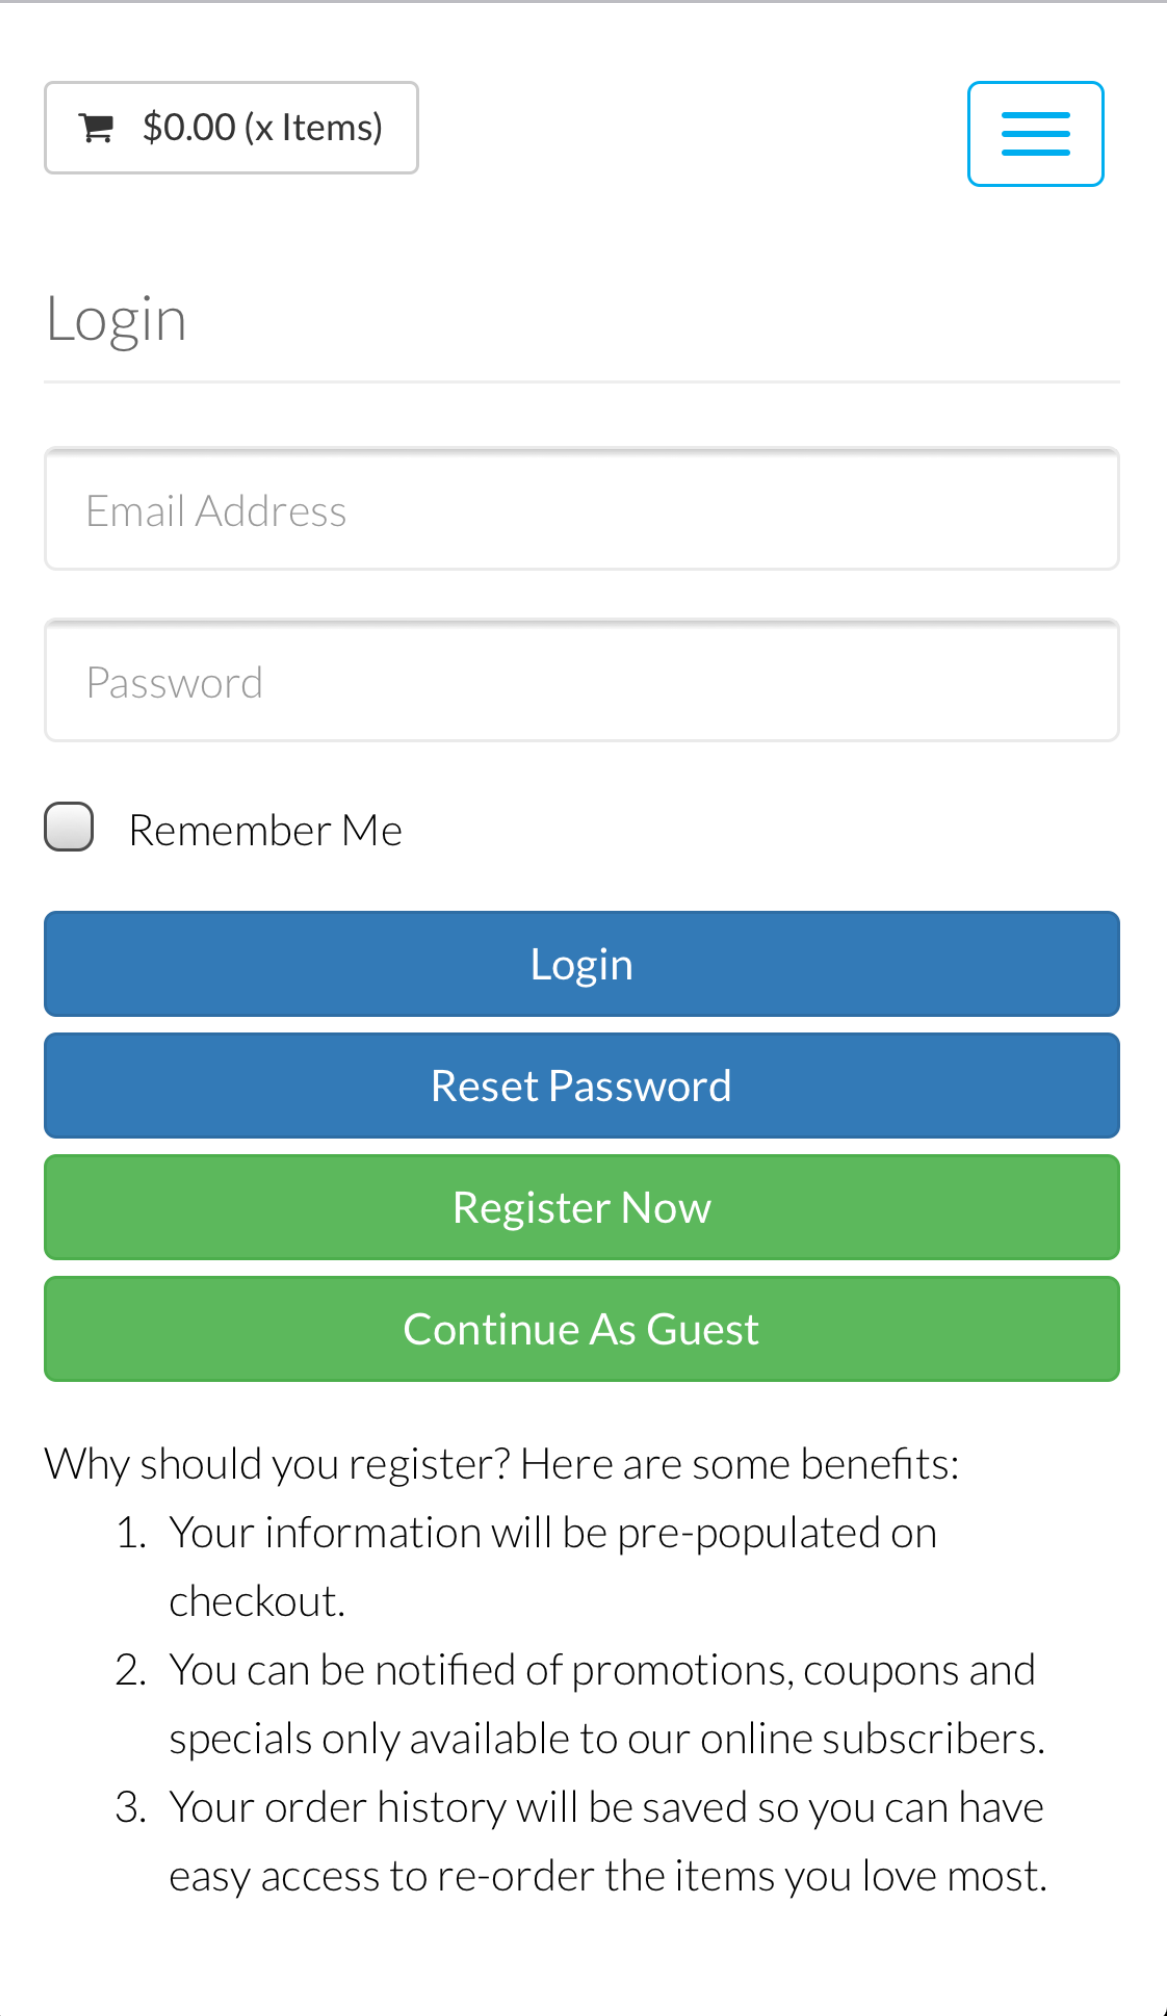 $0.00 (x Items)
Login
Email Address
Password
Remember Me
Login
Reset Password
Register Now
Continue As Guest
Why should you register? Here are some benefits:
1. Your information will be pre-populated on
checkout.
2. You can be notified of promotions, coupons and
specials only available to our online subscribers.
3. Your order history will be saved so you can have
easy access to re-order the items you love most.